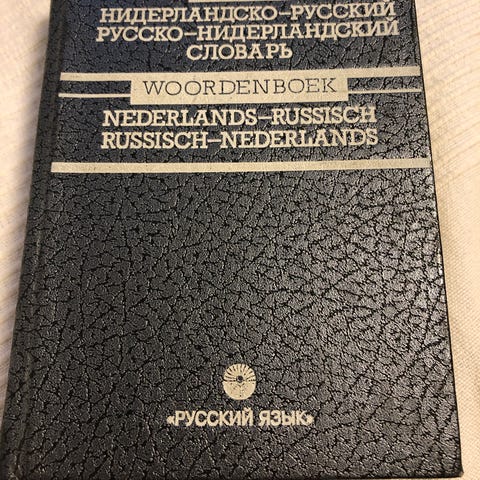 НИДЕРЛАНДСКО–РУССКИЙ
РУССКО–НИДЕРЛАНДСКИЙ
СЛОВАРЬ
WOORDENBOEK
NEDERLANDS–RUSSISCH
RUSSISCH–NEDERLANDS
«РУССКИЙ ЯЗЫК»